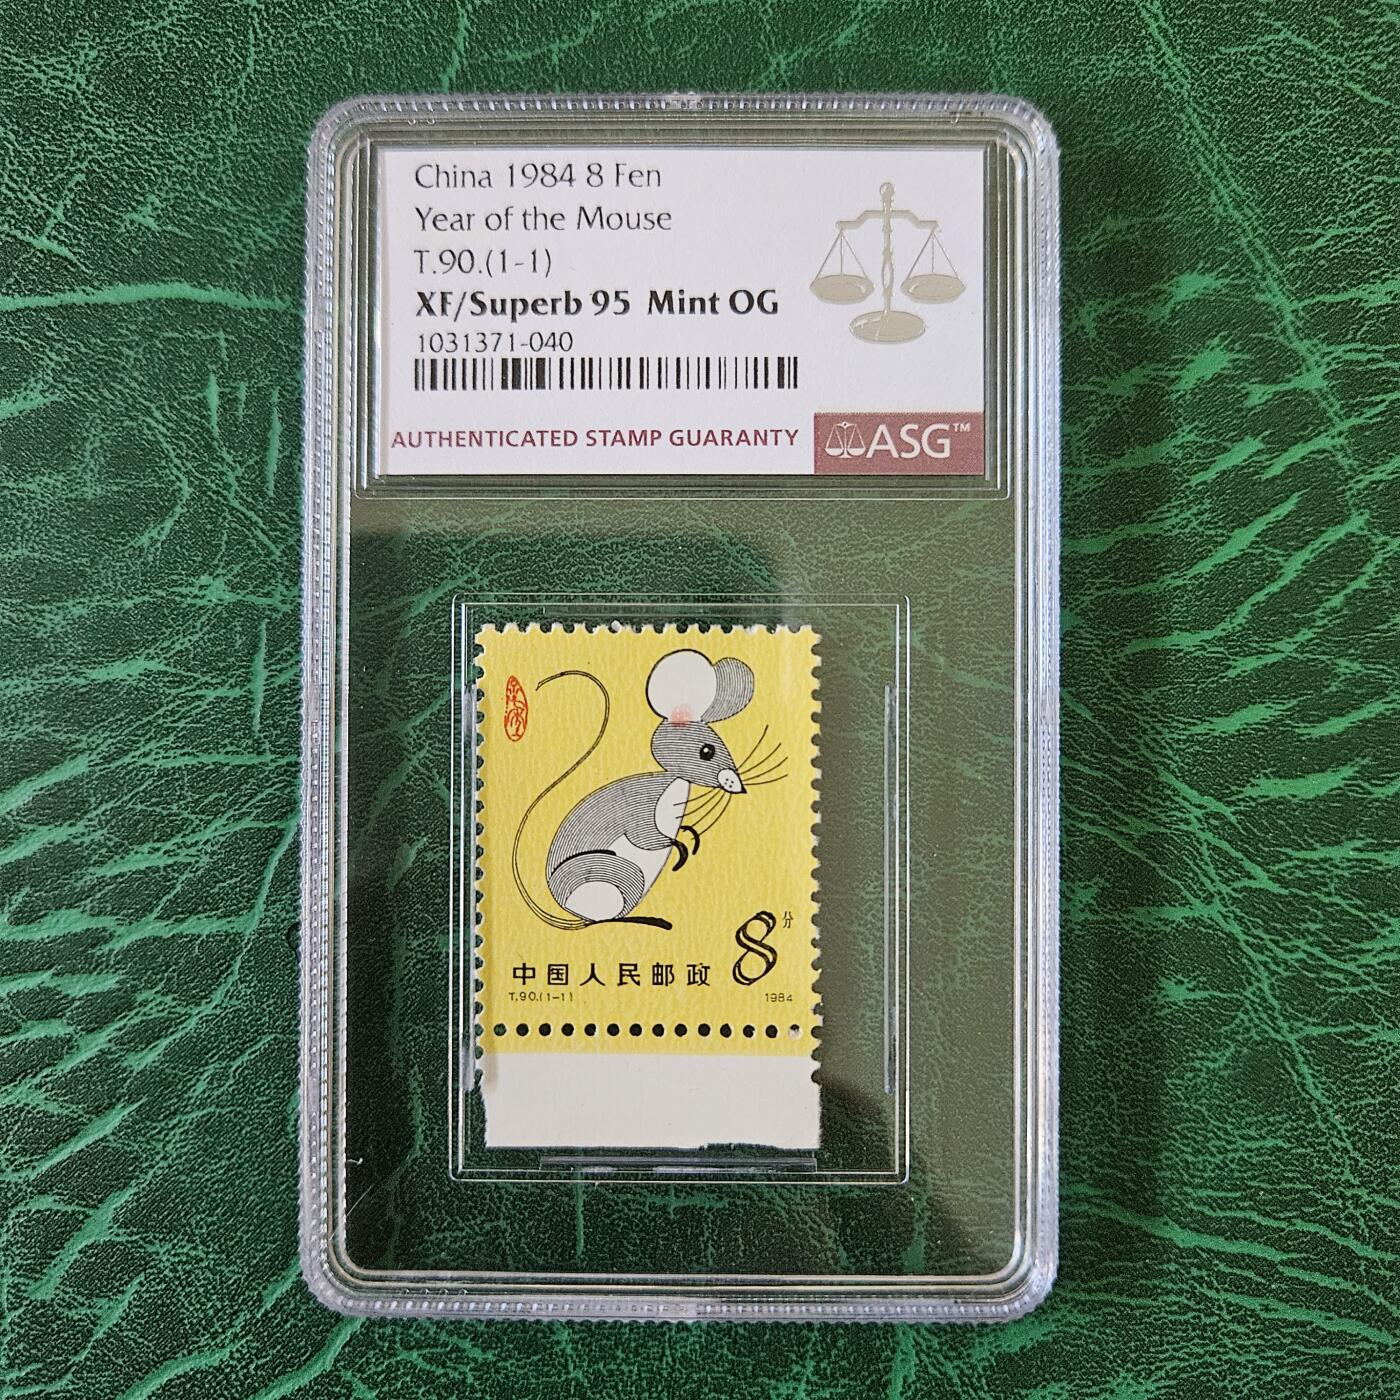 China 1984 8 Fen
Year of the Mouse
T.90.(1-1)
XF/Superb 95 Mint OG
1031371-040
AUTHENTICATED STAMP GUARANTY
ASG™
8 八分
中国人民邮政
T.90.(1-1) 1984